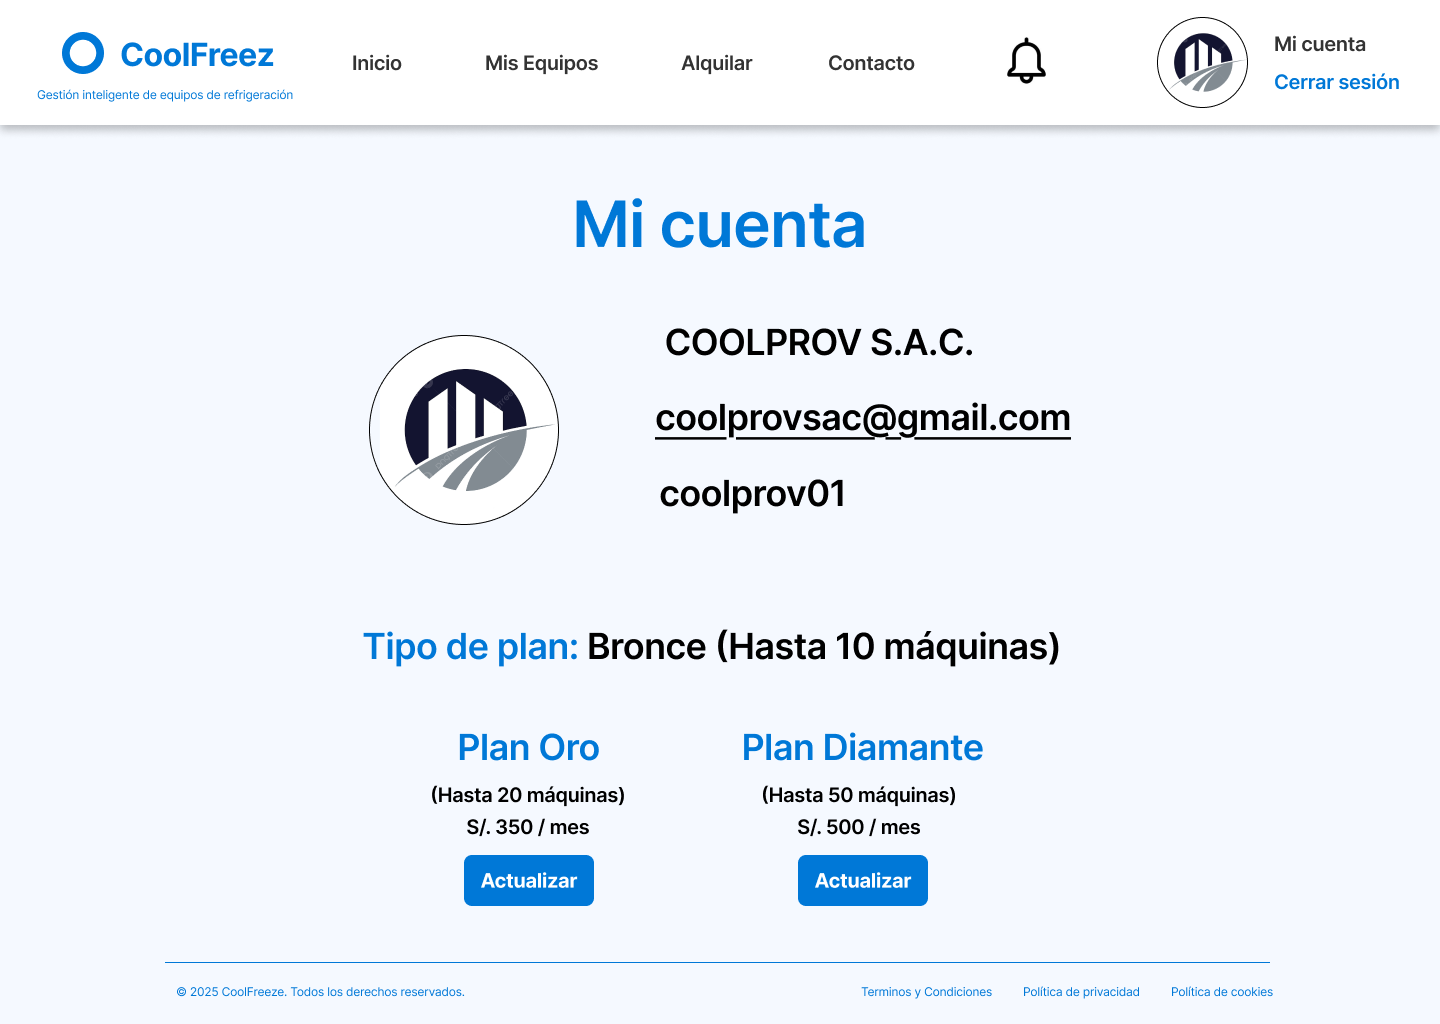 CoolFreez
Gestión inteligente de equipos de refrigeración
Inicio
Mis Equipos
Alquilar
Contacto
Mi cuenta
Cerrar sesión
Mi cuenta
COOLPROV S.A.C.
coolprovsac@gmail.com
coolprov01
Tipo de plan: Bronce (Hasta 10 máquinas)
Plan Oro
(Hasta 20 máquinas)
S/. 350 / mes
Actualizar
Plan Diamante
(Hasta 50 máquinas)
S/. 500 / mes
Actualizar
© 2025 CoolFreeze. Todos los derechos reservados.
Terminos y Condiciones
Política de privacidad
Política de cookies